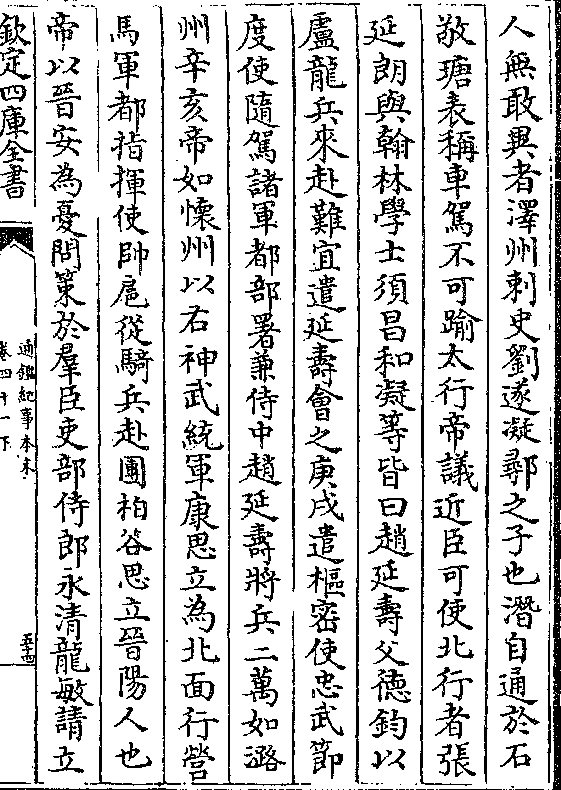 人無敢異者澤州刺史劉遂凝鄩之子也潛自通於石
敬瑭表稱車駕不可踰太行帝議近臣可使北行者張
延朗與翰林學士須昌和凝等皆曰趙延壽父徳鈞以
盧龍兵來赴難宜遣延壽會之庚戌遣樞密使忠武節
度使隨駕諸軍都部署兼侍中趙延壽將兵二萬如潞
州辛亥帝如懷州以右神武統軍康思立為北面行營
馬軍都指揮使帥扈從騎兵赴團柏谷思立晉陽人也
帝以晉安為憂問䇿於羣臣吏部侍郎永清龍敏請立
欽定四庫全書
通鑑紀事本末
卷四十一下
五十四